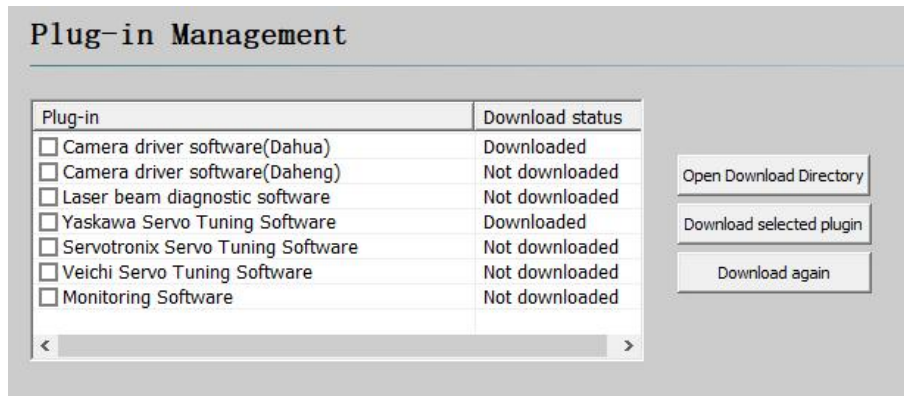 Plug-in Management
Plug-in Download status
Camera driver software(Dahua) Downloaded
Camera driver software(Daheng) Not downloaded
Laser beam diagnostic software Not downloaded
Yaskawa Servo Tuning Software Downloaded
Servotronix Servo Tuning Software Not downloaded
Veichi Servo Tuning Software Not downloaded
Monitoring Software Not downloaded
Open Download Directory
Download selected plugin
Download again